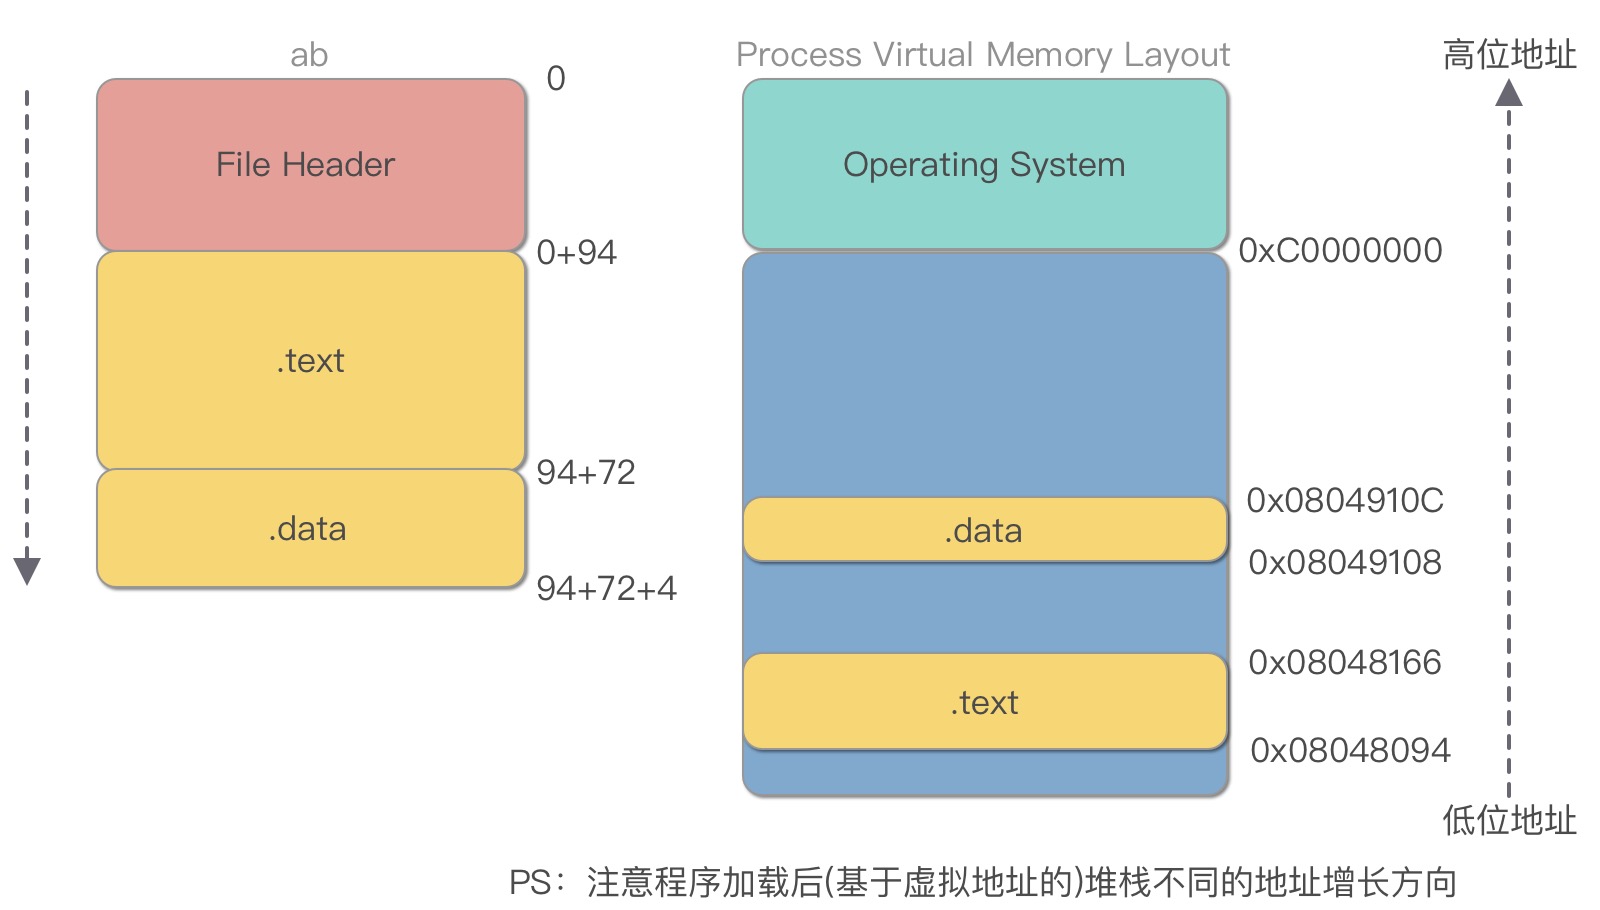 ab
Process Virtual Memory Layout
高位地址
0
File Header
Operating System
0+94
0xC0000000
.text
94+72
0x0804910C
.data
.data
0x08049108
94+72+4
0x08048166
.text
0x08048094
低位地址
PS：注意程序加载后(基于虚拟地址的)堆栈不同的地址增长方向